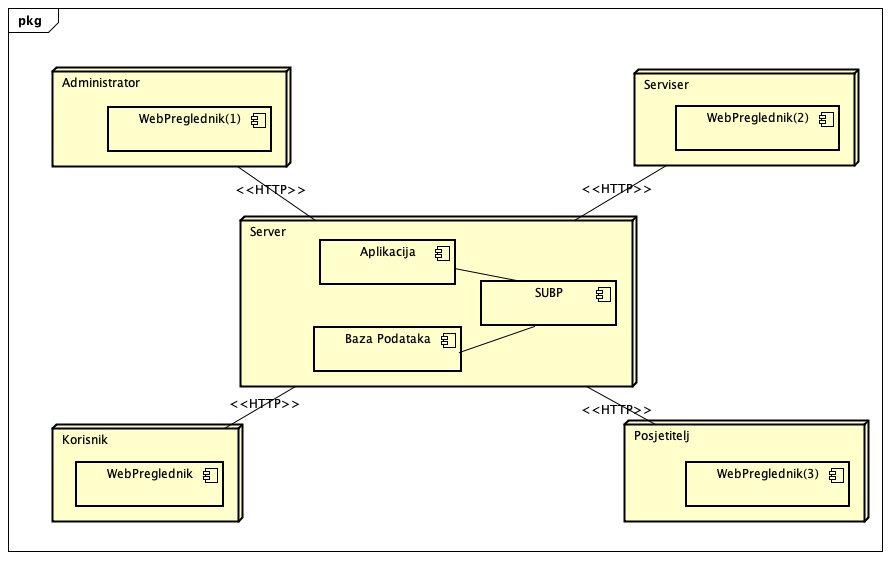 pkg
Administrator
WebPreglednik(1)
Serviser
WebPreglednik(2)
<<HTTP>>
<<HTTP>>
Server
Aplikacija
SUBP
Baza Podataka
<<HTTP>>
<<HTTP>>
Korisnik
WebPreglednik
Posjetitelj
WebPreglednik(3)